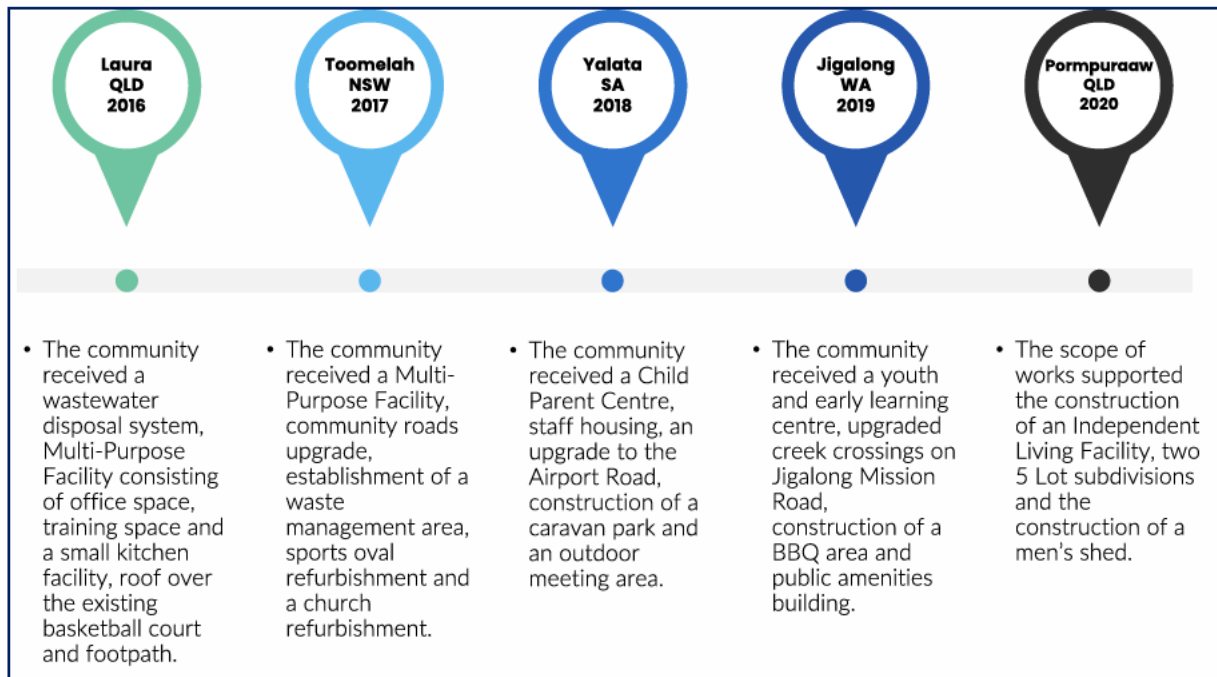 Laura
QLD
2016
Toomelah
NSW
2017
Yalata
SA
2018
Jigalong
WA
2019
Pormpuraaw
QLD
2020
• The community
received a
wastewater
disposal system,
Multi-Purpose
Facility consisting
of office space,
training space and
a small kitchen
facility, roof over
the existing
basketball court
and footpath.
• The community
received a Multi-
Purpose Facility,
community roads
upgrade,
establishment of a
waste
management area,
sports oval
refurbishment and
a church
refurbishment.
• The community
received a Child
Parent Centre,
staff housing, an
upgrade to the
Airport Road,
construction of a
caravan park and
an outdoor
meeting area.
• The community
received a youth
and early learning
centre, upgraded
creek crossings on
Jigalong Mission
Road,
construction of a
BBQ area and
public amenities
building.
• The scope of
works supported
the construction
of an Independent
Living Facility, two
5 Lot subdivisions
and the
construction of a
men's shed.